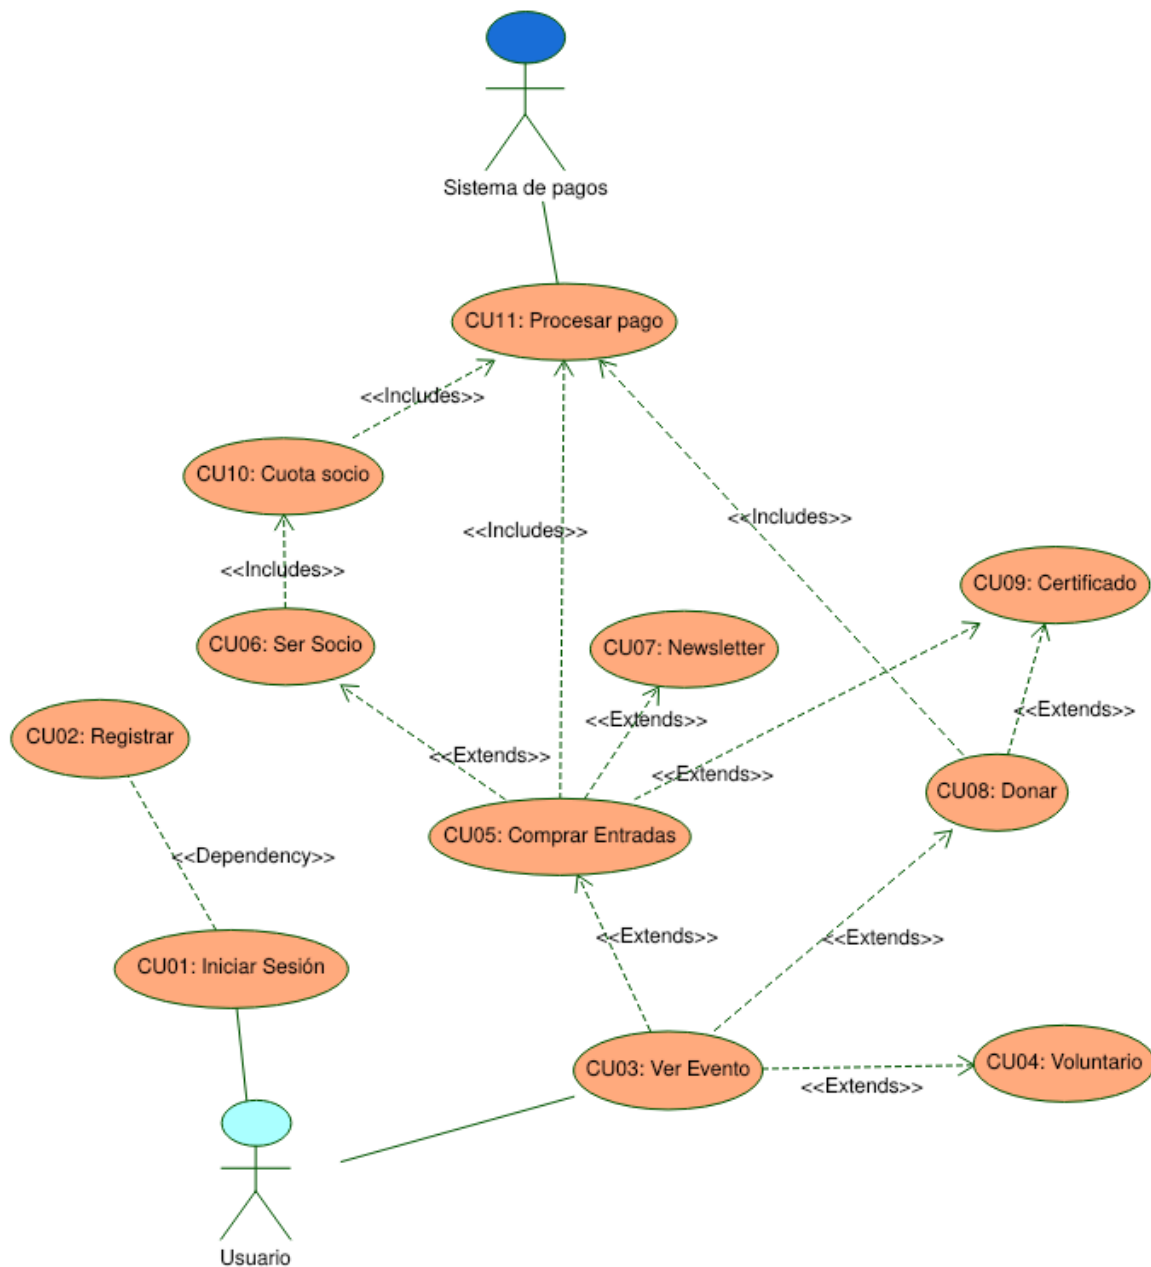 Sistema de pagos
CU11: Procesar pago
<<Includes>>
CU10: Cuota socio
<<Includes>>
<<Includes>>
<<Includes>>
CU09: Certificado
CU06: Ser Socio
CU07: Newsletter
<<Extends>>
<<Extends>>
CU02: Registrar
<<Extends>>
<<Extends>>
CU08: Donar
CU05: Comprar Entradas
<<Dependency>>
<<Extends>>
<<Extends>>
CU01: Iniciar Sesión
CU03: Ver Evento
CU04: Voluntario
<<Extends>>
Usuario